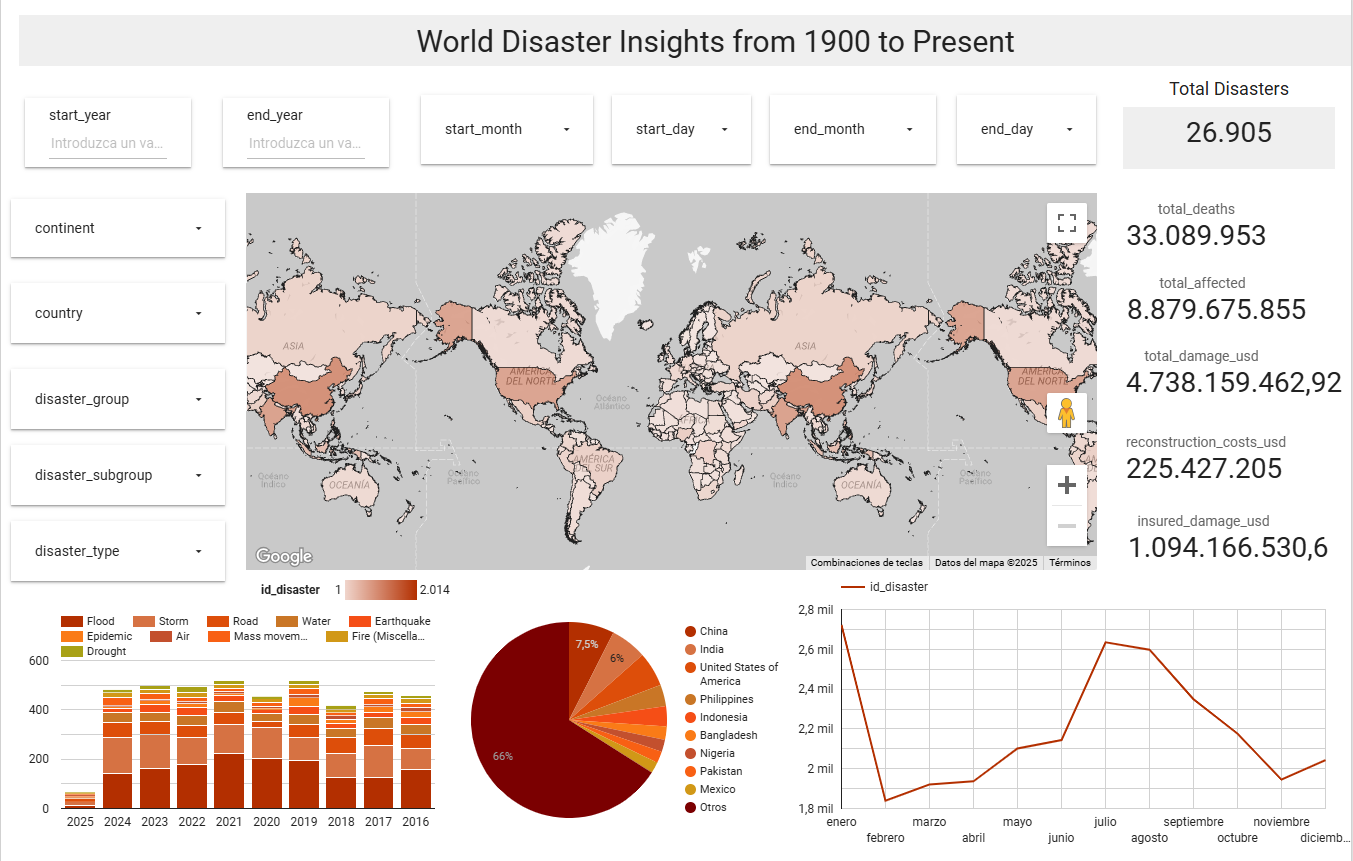 World Disaster Insights from 1900 to Present
start_year
Introduzca un va...
end_year
Introduzca un va...
start_month
start_day
end_month
end_day
Total Disasters
26.905
continent
country
disaster_group
disaster_subgroup
disaster_type
ASIA
AMÉRICA
DEL NORTE
Océano
Atlántico
ÁFRICA
ASIA
AMÉRICA
DEL NORTE
Océano
Índico
OCEANÍA
Océano
Pacífico
AMÉRICA
DEL SUR
Océano
Índico
OCEANÍA
Océano
Pacífico
Google
Combinaciones de teclas
Datos del mapa ©2025
Términos
total_deaths
33.089.953
total_affected
8.879.675.855
total_damage_usd
4.738.159.462,92
reconstruction_costs_usd
225.427.205
insured_damage_usd
1.094.166.530,6
id_disaster 1 2.014
Flood Storm Road Water Earthquake
Epidemic Air Mass movem... Fire (Miscella...
Drought
600
400
200
0
2025 2024 2023 2022 2021 2020 2019 2018 2017 2016
7,5%
6%
66%
China
India
United States of
America
Philippines
Indonesia
Bangladesh
Nigeria
Pakistan
Mexico
Otros
id_disaster
2,8 mil
2,6 mil
2,4 mil
2,2 mil
2 mil
1,8 mil
enero marzo mayo julio septiembre noviembre
febrero abril junio agosto octubre diciemb...